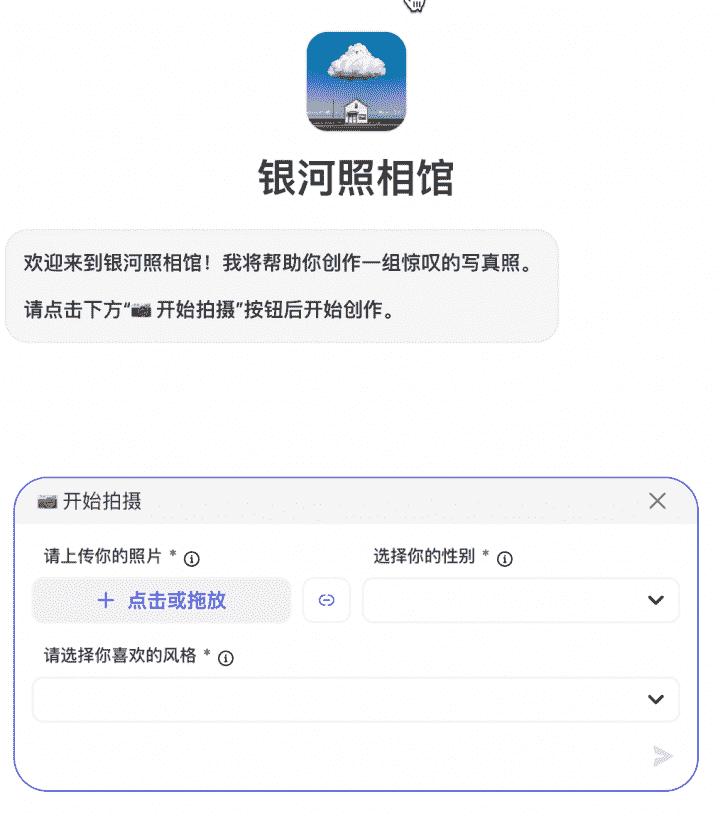 银河照相馆
欢迎来到银河照相馆！我将帮助你创作一组惊叹的写真照。
请点击下方“📷 开始拍摄”按钮后开始创作。
📷 开始拍摄
请上传你的照片 *
选择你的性别 *
+ 点击或拖放
请选择你喜欢的风格 *